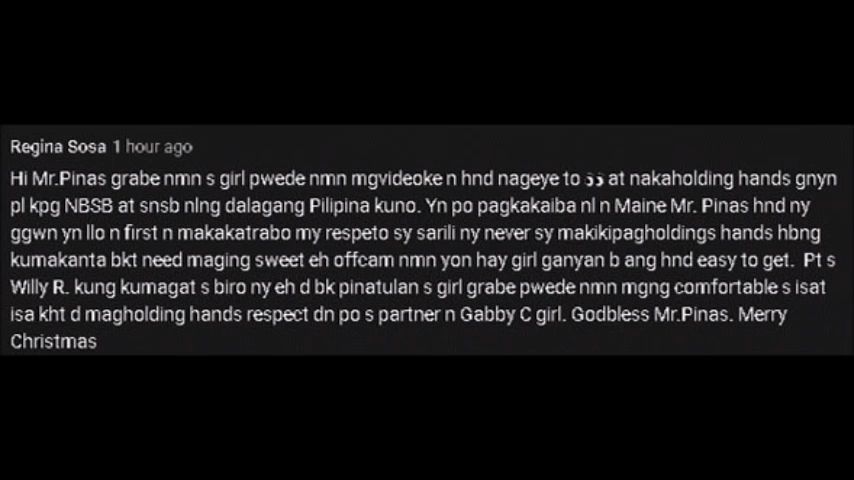 Regina Sosa 1 hour ago
Hi Mr.Pinas grabe nmn s girl pwede nmn mgvideoke n hnd nageye to at nakaholding hands gnyn
pl kpg NBSB at snsb nlng dalagang Pilipina kuno. Yn po pagkakaiba nl n Maine Mr. Pinas hnd ny
ggwn yn llo n first n makakatrabo my respeto sy sarili ny never sy makikipagholdings hands hbng
kumakanta bkt need maging sweet eh offcam nmn yon hay girl ganyan b ang hnd easy to get. Pt s
Willy R. kung kumagat s biro ny eh d bk pinatulan s girl grabe pwede nmn mgng comfortable s isat
isa kht d magholding hands respect dn po s partner n Gabby C girl. Godbless Mr.Pinas. Merry
Christmas